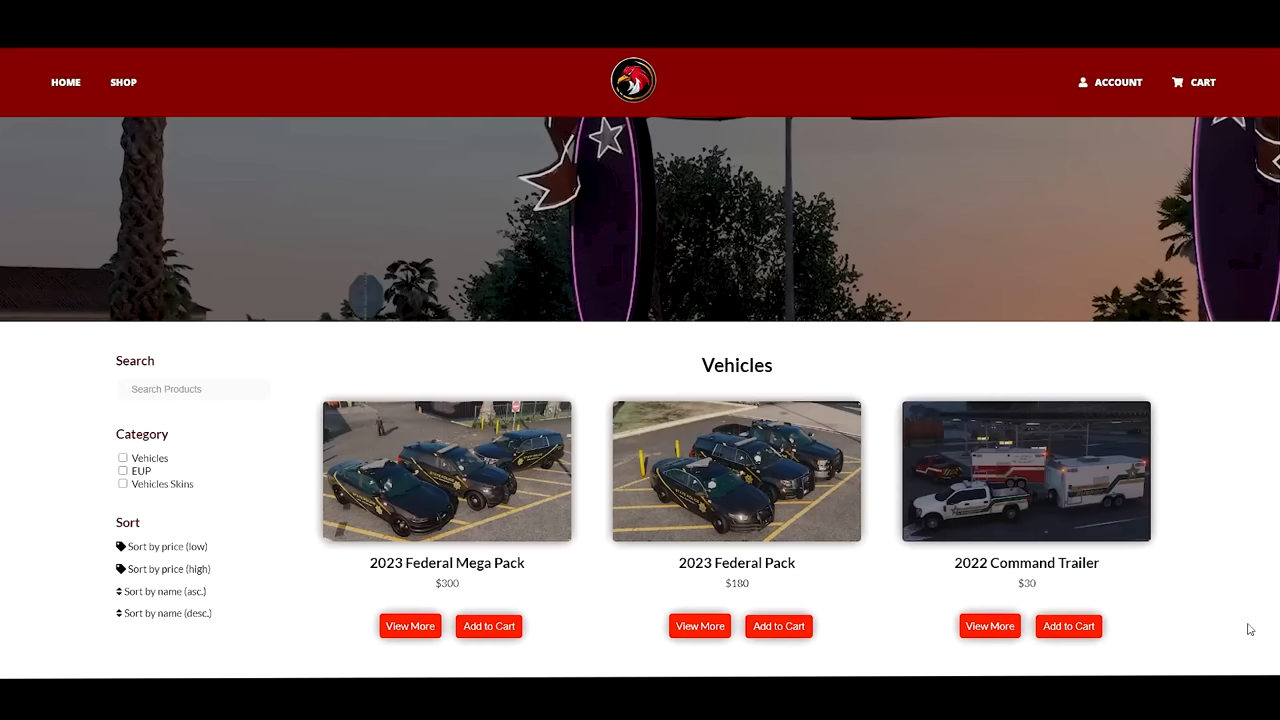 HOME SHOP ACCOUNT CART
Search
Search Products
Category
Vehicles
EUP
Vehicles Skins
Sort
Sort by price (low)
Sort by price (high)
Sort by name (asc.)
Sort by name (desc.)
Vehicles
2023 Federal Mega Pack
$300
View More Add to Cart
2023 Federal Pack
$180
View More Add to Cart
2022 Command Trailer
$30
View More Add to Cart